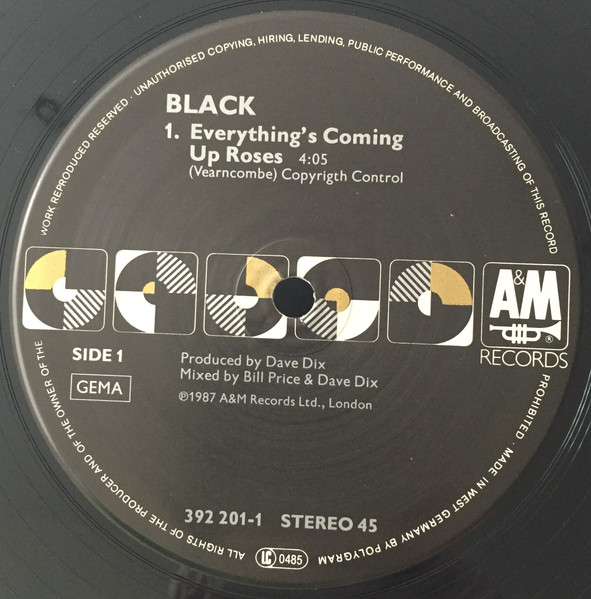 BLACK
1. Everything's Coming
Up Roses 4:05
(Vearncombe) Copyrigth Control
A&M
®
RECORDS
SIDE 1
GEMA
Produced by Dave Dix
Mixed by Bill Price & Dave Dix
℗1987 A&M Records Ltd., London
392 201-1 STEREO 45
ALL RIGHTS OF THE PRODUCER AND OF THE OWNER OF THE WORK REPRODUCED RESERVED · UNAUTHORISED COPYING, HIRING, LENDING, PUBLIC PERFORMANCE AND BROADCASTING OF THIS RECORD PROHIBITED · MADE IN WEST GERMANY BY POLYGRAM
LC 0485